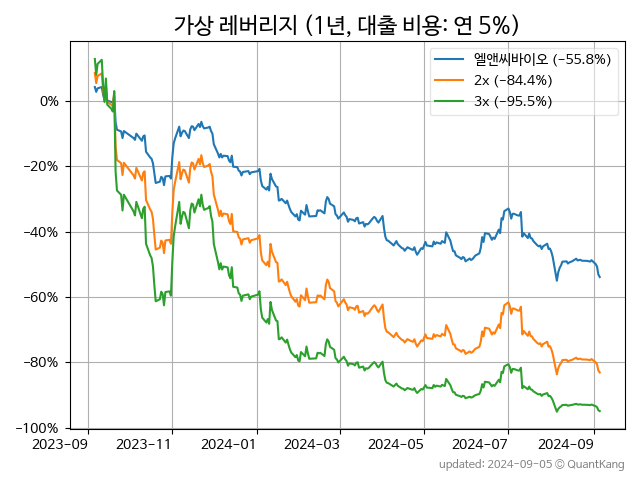 가상 레버리지 (1년, 대출 비용: 연 5%)
엘앤씨바이오 (−55.8%)
2x (−84.4%)
3x (−95.5%)
0%
−20%
−40%
−60%
−80%
−100%
2023-09 2023-11 2024-01 2024-03 2024-05 2024-07 2024-09
updated: 2024-09-05 © QuantKang